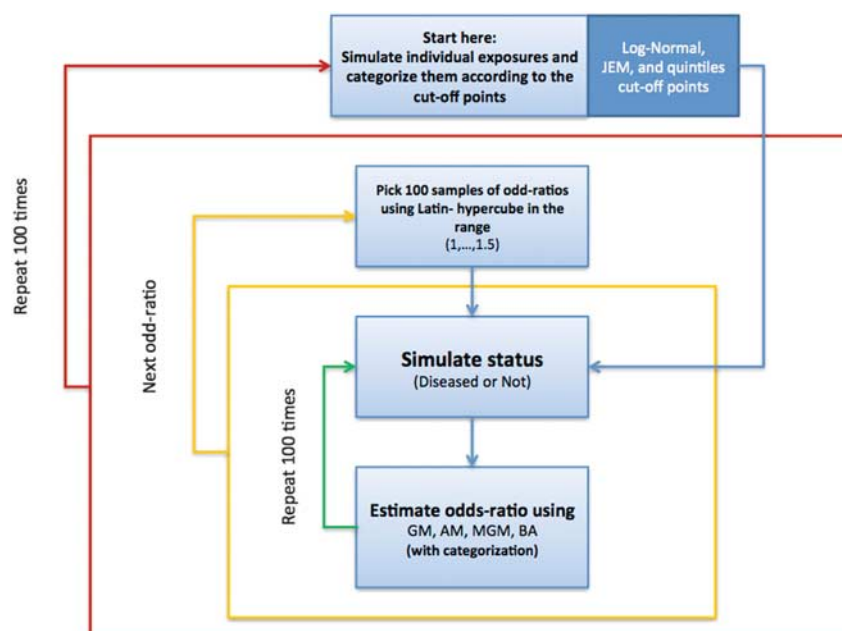 Start here:
Simulate individual exposures and
categorize them according to the
cut-off points
Log-Normal,
JEM, and quintiles
cut-off points
Repeat 100 times
Pick 100 samples of odd-ratios
using Latin- hypercube in the
range
(1,...,1.5)
Next odd-ratio
Simulate status
(Diseased or Not)
Repeat 100 times
Estimate odds-ratio using
GM, AM, MGM, BA
(with categorization)